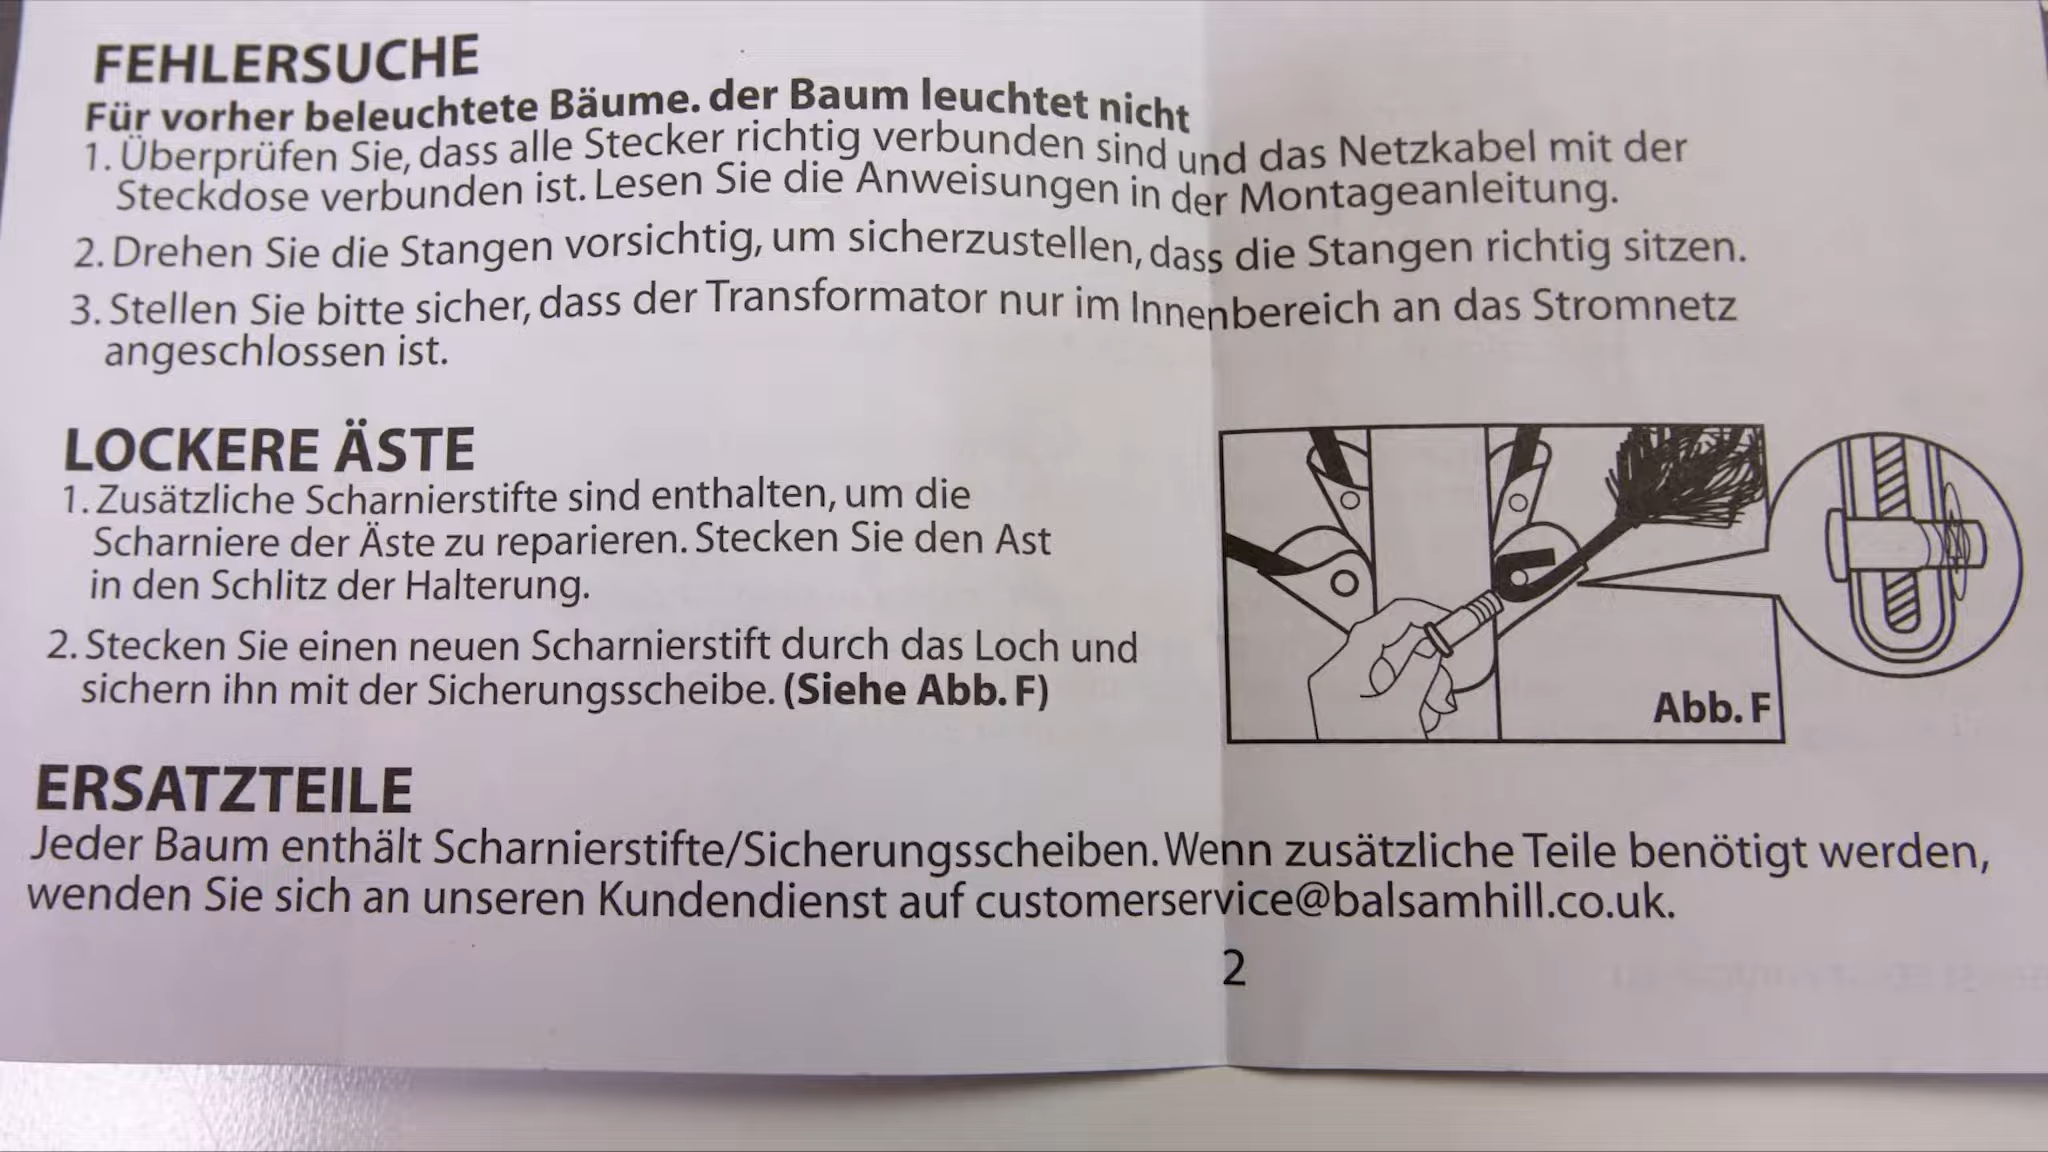 FEHLERSUCHE
Für vorher beleuchtete Bäume. der Baum leuchtet nicht
1. Überprüfen Sie, dass alle Stecker richtig verbunden sind und das Netzkabel mit der
Steckdose verbunden ist. Lesen Sie die Anweisungen in der Montageanleitung.
2. Drehen Sie die Stangen vorsichtig, um sicherzustellen, dass die Stangen richtig sitzen.
3. Stellen Sie bitte sicher, dass der Transformator nur im Innenbereich an das Stromnetz
angeschlossen ist.
LOCKERE ÄSTE
1. Zusätzliche Scharnierstifte sind enthalten, um die
Scharniere der Äste zu reparieren. Stecken Sie den Ast
in den Schlitz der Halterung.
2. Stecken Sie einen neuen Scharnierstift durch das Loch und
sichern ihn mit der Sicherungsscheibe. (Siehe Abb. F)
Abb. F
ERSATZTEILE
Jeder Baum enthält Scharnierstifte/Sicherungsscheiben. Wenn zusätzliche Teile benötigt werden,
wenden Sie sich an unseren Kundendienst auf customerservice@balsamhill.co.uk.
2